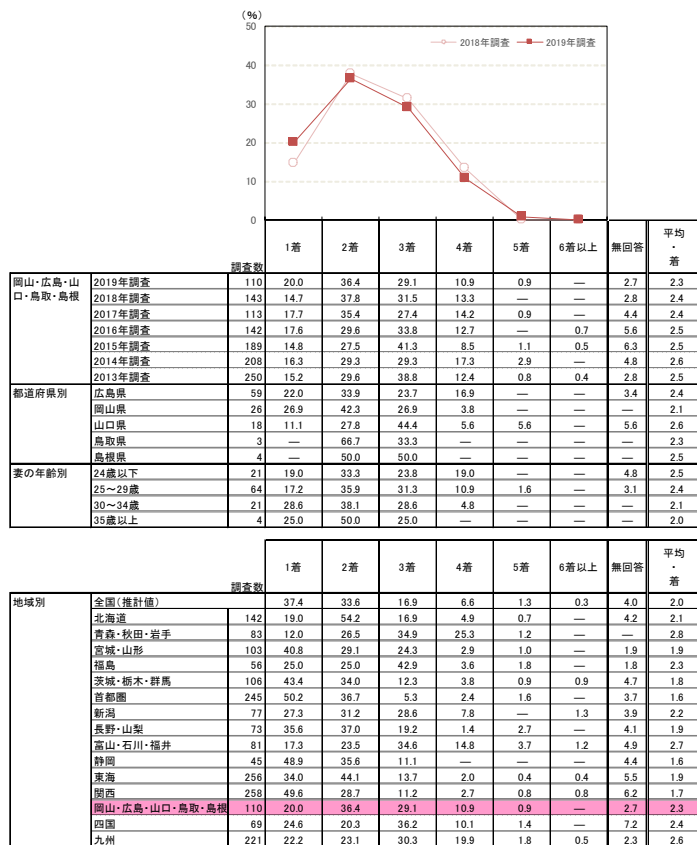 （%）
50
40
30
20
10
0
2018年調査 2019年調査
調査数 1着 2着 3着 4着 5着 6着以上 無回答 平均・着
岡山・広島・山口・鳥取・島根 2019年調査 110 20.0 36.4 29.1 10.9 0.9 — 2.7 2.3
2018年調査 143 14.7 37.8 31.5 13.3 — — 2.8 2.4
2017年調査 113 17.7 35.4 27.4 14.2 0.9 — 4.4 2.4
2016年調査 142 17.6 29.6 33.8 12.7 — 0.7 5.6 2.5
2015年調査 189 14.8 27.5 41.3 8.5 1.1 0.5 6.3 2.5
2014年調査 208 16.3 29.3 29.3 17.3 2.9 — 4.8 2.6
2013年調査 250 15.2 29.6 38.8 12.4 0.8 0.4 2.8 2.5
都道府県別 広島県 59 22.0 33.9 23.7 16.9 — — 3.4 2.4
岡山県 26 26.9 42.3 26.9 3.8 — — — 2.1
山口県 18 11.1 27.8 44.4 5.6 5.6 — 5.6 2.6
鳥取県 3 — 66.7 33.3 — — — — 2.3
島根県 4 — 50.0 50.0 — — — — 2.5
妻の年齢別 24歳以下 21 19.0 33.3 23.8 19.0 — — 4.8 2.5
25～29歳 64 17.2 35.9 31.3 10.9 1.6 — 3.1 2.4
30～34歳 21 28.6 38.1 28.6 4.8 — — — 2.1
35歳以上 4 25.0 50.0 25.0 — — — — 2.0
調査数 1着 2着 3着 4着 5着 6着以上 無回答 平均・着
地域別 全国（推計値） 37.4 33.6 16.9 6.6 1.3 0.3 4.0 2.0
北海道 142 19.0 54.2 16.9 4.9 0.7 — 4.2 2.1
青森・秋田・岩手 83 12.0 26.5 34.9 25.3 1.2 — — 2.8
宮城・山形 103 40.8 29.1 24.3 2.9 1.0 — 1.9 1.9
福島 56 25.0 25.0 42.9 3.6 1.8 — 1.8 2.3
茨城・栃木・群馬 106 43.4 34.0 12.3 3.8 0.9 0.9 4.7 1.8
首都圏 245 50.2 36.7 5.3 2.4 1.6 — 3.7 1.6
新潟 77 27.3 31.2 28.6 7.8 — 1.3 3.9 2.2
長野・山梨 73 35.6 37.0 19.2 1.4 2.7 — 4.1 1.9
富山・石川・福井 81 17.3 23.5 34.6 14.8 3.7 1.2 4.9 2.7
静岡 45 48.9 35.6 11.1 — — — 4.4 1.6
東海 256 34.0 44.1 13.7 2.0 0.4 0.4 5.5 1.9
関西 258 49.6 28.7 11.2 2.7 0.8 0.8 6.2 1.7
岡山・広島・山口・鳥取・島根 110 20.0 36.4 29.1 10.9 0.9 — 2.7 2.3
四国 69 24.6 20.3 36.2 10.1 1.4 — 7.2 2.4
九州 221 22.2 23.1 30.3 19.9 1.8 0.5 2.3 2.6